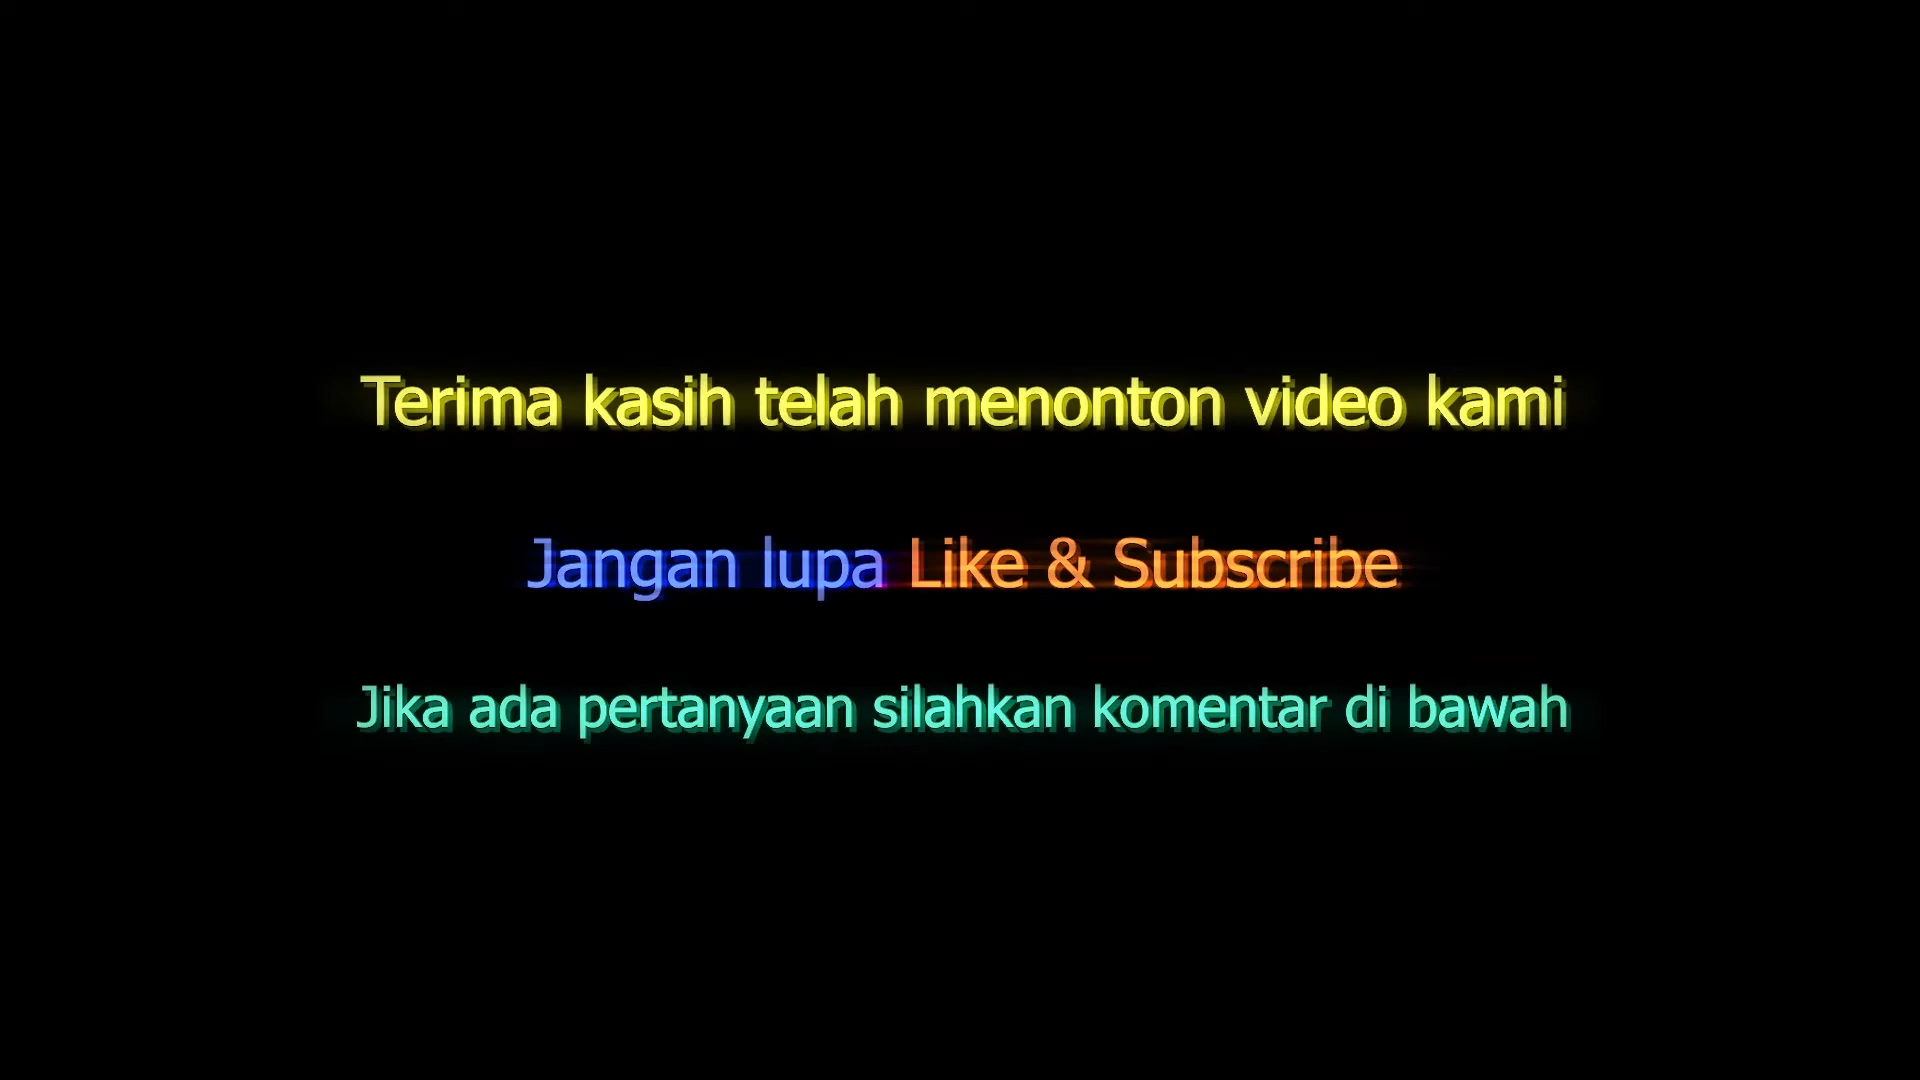 Terima kasih telah menonton video kami
Jangan lupa Like & Subscribe
Jika ada pertanyaan silahkan komentar di bawah